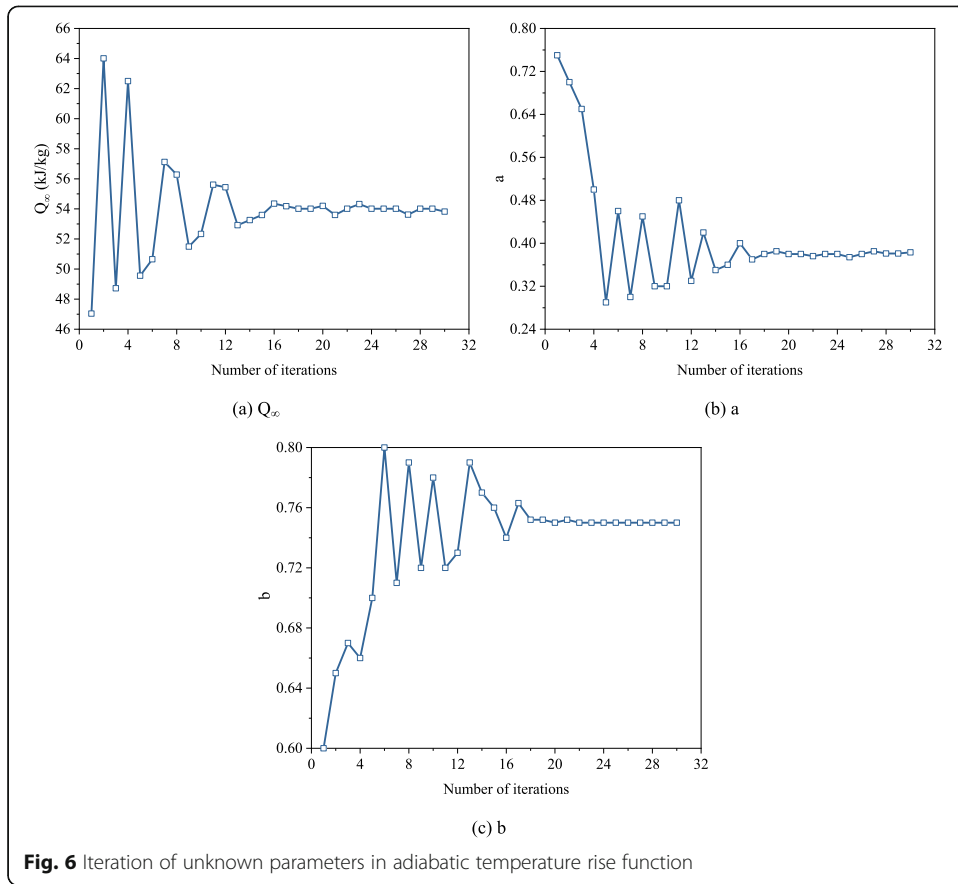 66
64
62
60
58
56
54
52
50
48
46
Q∞ (kJ/kg)
0 4 8 12 16 20 24 28 32
Number of iterations
(a) Q∞
0.80
0.72
0.64
0.56
0.48
0.40
0.32
0.24
a
0 4 8 12 16 20 24 28 32
Number of iterations
(b) a
0.80
0.76
0.72
0.68
0.64
0.60
b
0 4 8 12 16 20 24 28 32
Number of iterations
(c) b
Fig. 6 Iteration of unknown parameters in adiabatic temperature rise function